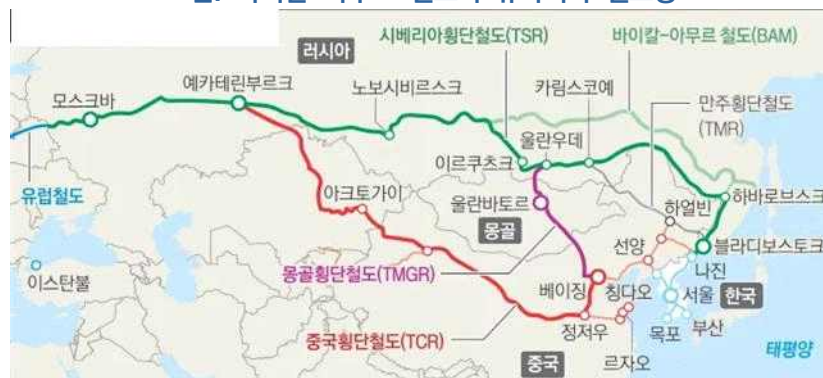 러시아
시베리아횡단철도(TSR)
바이칼-아무르 철도(BAM)
예카테린부르크
모스크바
노보시비르스크
카림스코예
만주횡단철도
(TMR)
울란우데
이르쿠츠크
유럽철도
아크토가이
울란바토르
몽골
하얼빈
하바로브스크
선양
블라디보스토크
나진
이스탄불
몽골횡단철도(TMGR)
베이징
칭다오
서울
한국
중국횡단철도(TCR)
정저우
목포
부산
중국
르자오
태평양